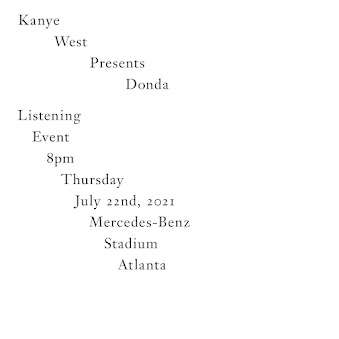 Kanye
West
Presents
Donda
Listening
Event
8pm
Thursday
July 22nd, 2021
Mercedes-Benz
Stadium
Atlanta